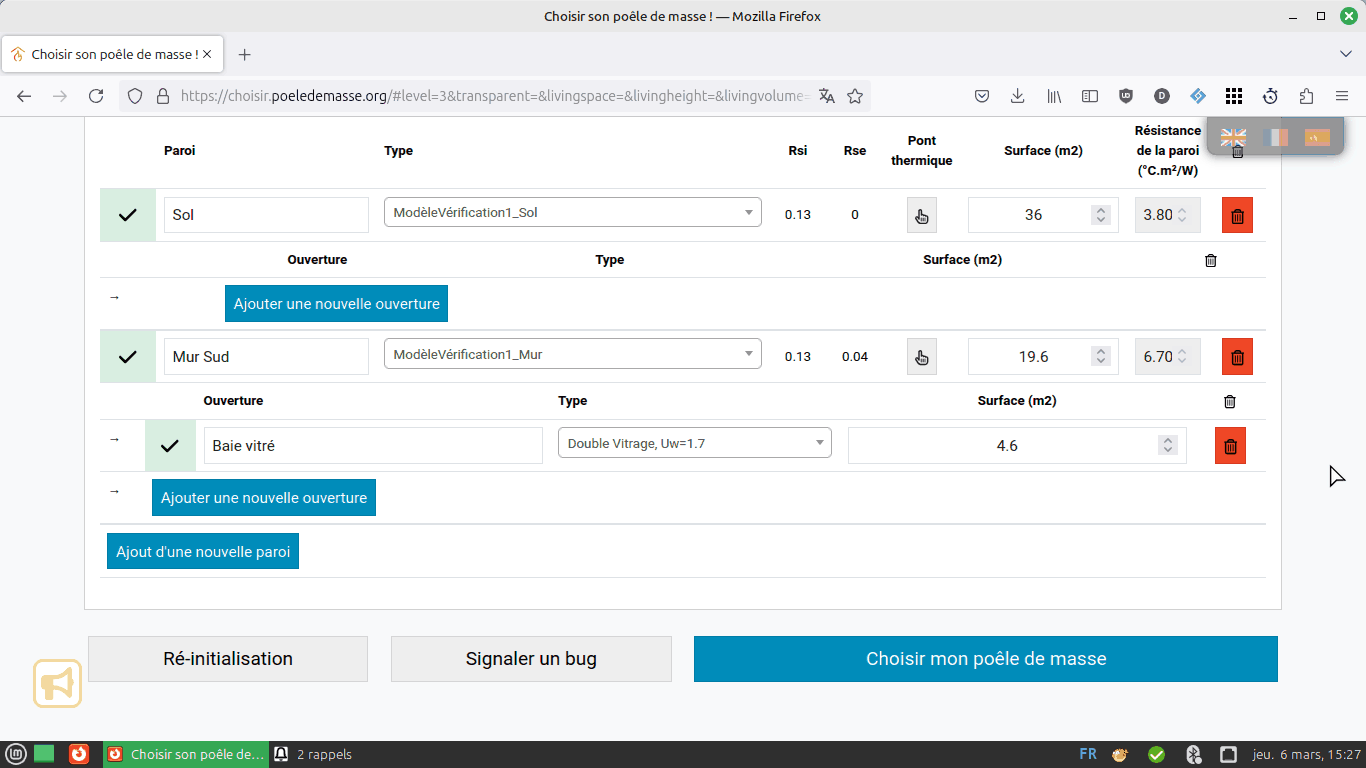 Choisir son poêle de masse ! — Mozilla Firefox
Choisir son poêle de masse !
https://choisir.poeledemasse.org/#level=3&transparent=&livingspace=&livingheight=&livingvolume=
Paroi Type Rsi Rse Pont thermique Surface (m2) Résistance de la paroi (°C.m²/W)
Sol ModèleVérification1_Sol 0.13 0 36 3.80
Ouverture Type Surface (m2)
→ Ajouter une nouvelle ouverture
Mur Sud ModèleVérification1_Mur 0.13 0.04 19.6 6.70
Ouverture Type Surface (m2)
→ Baie vitré Double Vitrage, Uw=1.7 4.6
→ Ajouter une nouvelle ouverture
Ajout d'une nouvelle paroi
Ré-initialisation Signaler un bug Choisir mon poêle de masse
Choisir son poêle de... 2 rappels FR jeu. 6 mars, 15:27